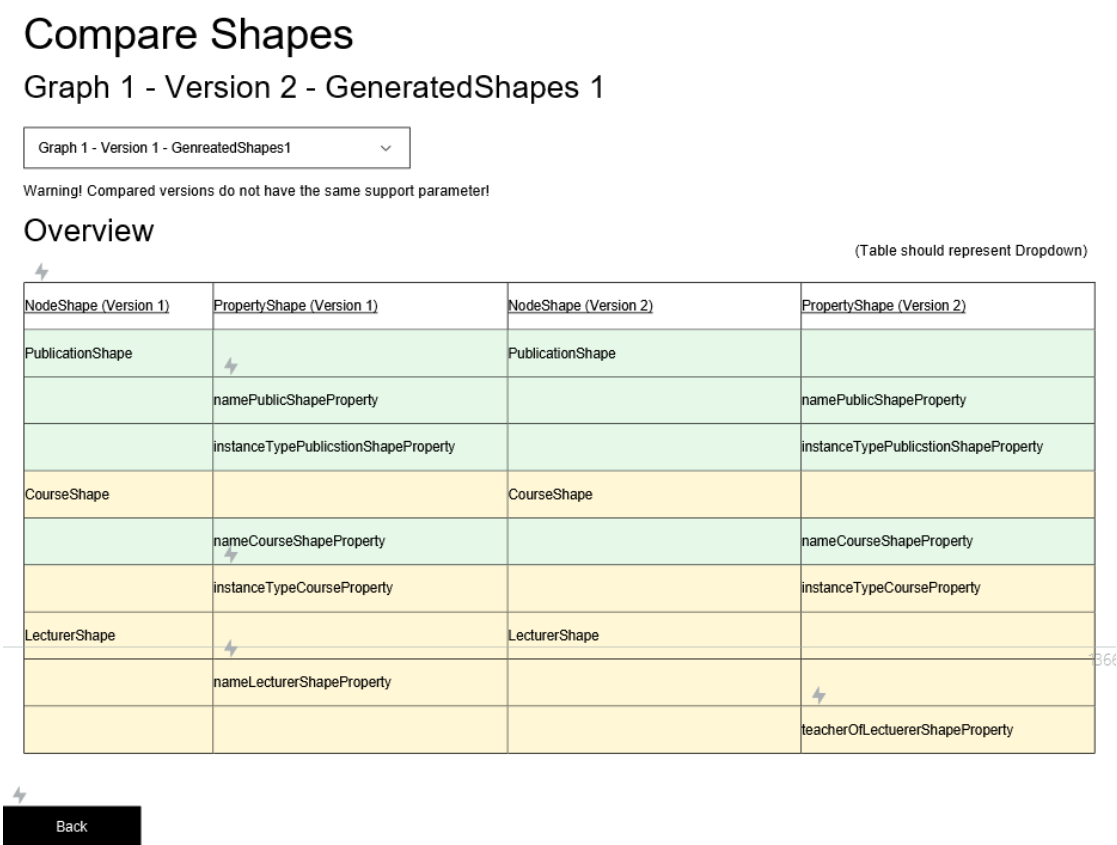 Compare Shapes
Graph 1 - Version 2 - GeneratedShapes 1
Graph 1 - Version 1 - GenreatedShapes1
Warning! Compared versions do not have the same support parameter!
Overview
(Table should represent Dropdown)
NodeShape (Version 1) PropertyShape (Version 1) NodeShape (Version 2) PropertyShape (Version 2)
PublicationShape PublicationShape
namePublicShapeProperty namePublicShapeProperty
instanceTypePublicstionShapeProperty instanceTypePublicstionShapeProperty
CourseShape CourseShape
nameCourseShapeProperty nameCourseShapeProperty
instanceTypeCourseProperty instanceTypeCourseProperty
LecturerShape LecturerShape
1366
nameLecturerShapeProperty
teacherOfLectuererShapeProperty
Back